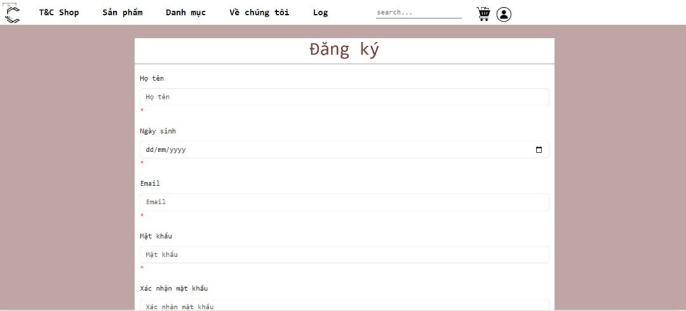 T&C Shop Sản phẩm Danh mục Về chúng tôi Log search...
Đăng ký
Họ tên
Họ tên
*
Ngày sinh
dd/mm/yyyy
*
Email
Email
*
Mật khẩu
Mật khẩu
*
Xác nhận mật khẩu
Xác nhận mật khẩu